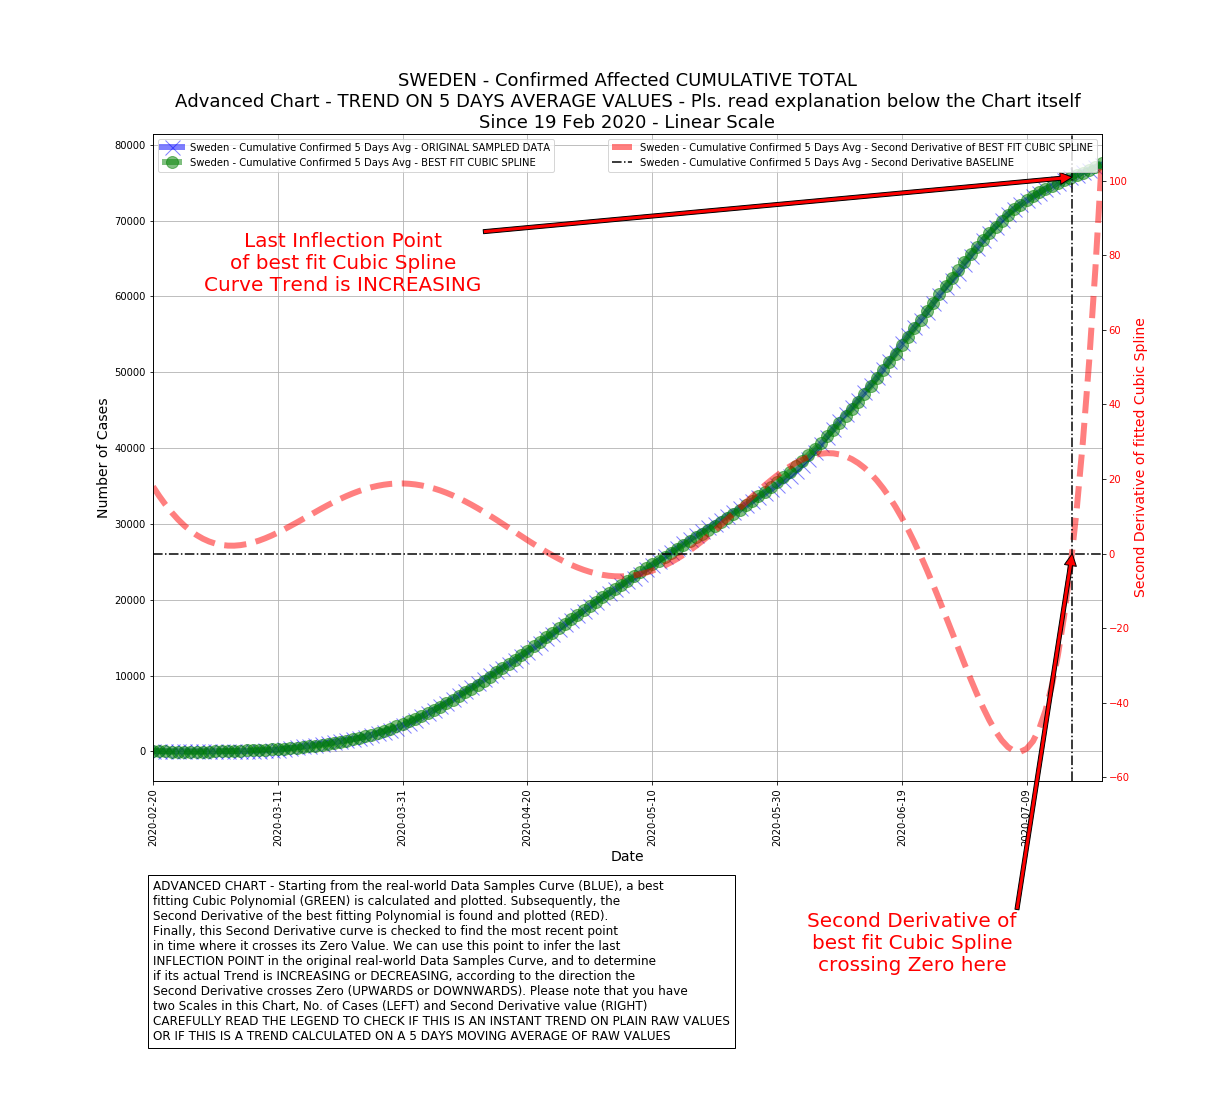 SWEDEN - Confirmed Affected CUMULATIVE TOTAL
Advanced Chart - TREND ON 5 DAYS AVERAGE VALUES - Pls. read explanation below the Chart itself
Since 19 Feb 2020 - Linear Scale
Sweden - Cumulative Confirmed 5 Days Avg - ORIGINAL SAMPLED DATA
Sweden - Cumulative Confirmed 5 Days Avg - BEST FIT CUBIC SPLINE
Sweden - Cumulative Confirmed 5 Days Avg - Second Derivative of BEST FIT CUBIC SPLINE
Sweden - Cumulative Confirmed 5 Days Avg - Second Derivative BASELINE
Last Inflection Point
of best fit Cubic Spline
Curve Trend is INCREASING
Number of Cases
80000
70000
60000
50000
40000
30000
20000
10000
0
Second Derivative of fitted Cubic Spline
100
80
60
40
20
0
−20
−40
−60
2020-02-20
2020-03-11
2020-03-31
2020-04-20
2020-05-10
2020-05-30
2020-06-19
2020-07-09
Date
ADVANCED CHART - Starting from the real-world Data Samples Curve (BLUE), a best
fitting Cubic Polynomial (GREEN) is calculated and plotted. Subsequently, the
Second Derivative of the best fitting Polynomial is found and plotted (RED).
Finally, this Second Derivative curve is checked to find the most recent point
in time where it crosses its Zero Value. We can use this point to infer the last
INFLECTION POINT in the original real-world Data Samples Curve, and to determine
if its actual Trend is INCREASING or DECREASING, according to the direction the
Second Derivative crosses Zero (UPWARDS or DOWNWARDS). Please note that you have
two Scales in this Chart, No. of Cases (LEFT) and Second Derivative value (RIGHT)
CAREFULLY READ THE LEGEND TO CHECK IF THIS IS AN INSTANT TREND ON PLAIN RAW VALUES
OR IF THIS IS A TREND CALCULATED ON A 5 DAYS MOVING AVERAGE OF RAW VALUES
Second Derivative of
best fit Cubic Spline
crossing Zero here